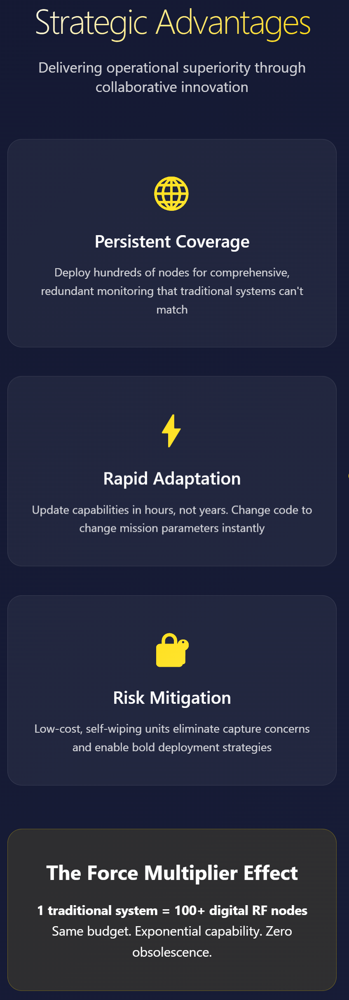 Strategic Advantages
Delivering operational superiority through
collaborative innovation
Persistent Coverage
Deploy hundreds of nodes for comprehensive,
redundant monitoring that traditional systems can't
match
Rapid Adaptation
Update capabilities in hours, not years. Change code to
change mission parameters instantly
Risk Mitigation
Low-cost, self-wiping units eliminate capture concerns
and enable bold deployment strategies
The Force Multiplier Effect
1 traditional system = 100+ digital RF nodes
Same budget. Exponential capability. Zero
obsolescence.